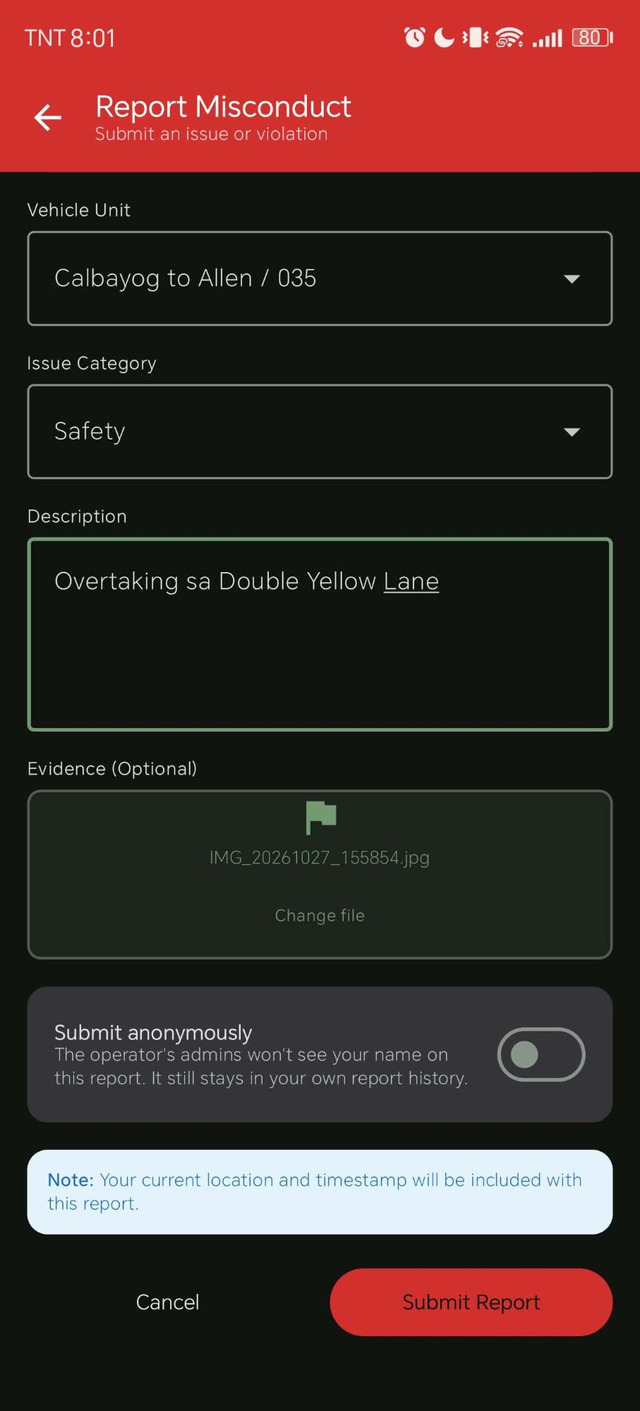 TNT 8:01
80
Report Misconduct
Submit an issue or violation
Vehicle Unit
Calbayog to Allen / 035
Issue Category
Safety
Description
Overtaking sa Double Yellow Lane
Evidence (Optional)
IMG_20261027_155854.jpg
Change file
Submit anonymously
The operator's admins won't see your name on
this report. It still stays in your own report history.
Note: Your current location and timestamp will be included with
this report.
Cancel
Submit Report